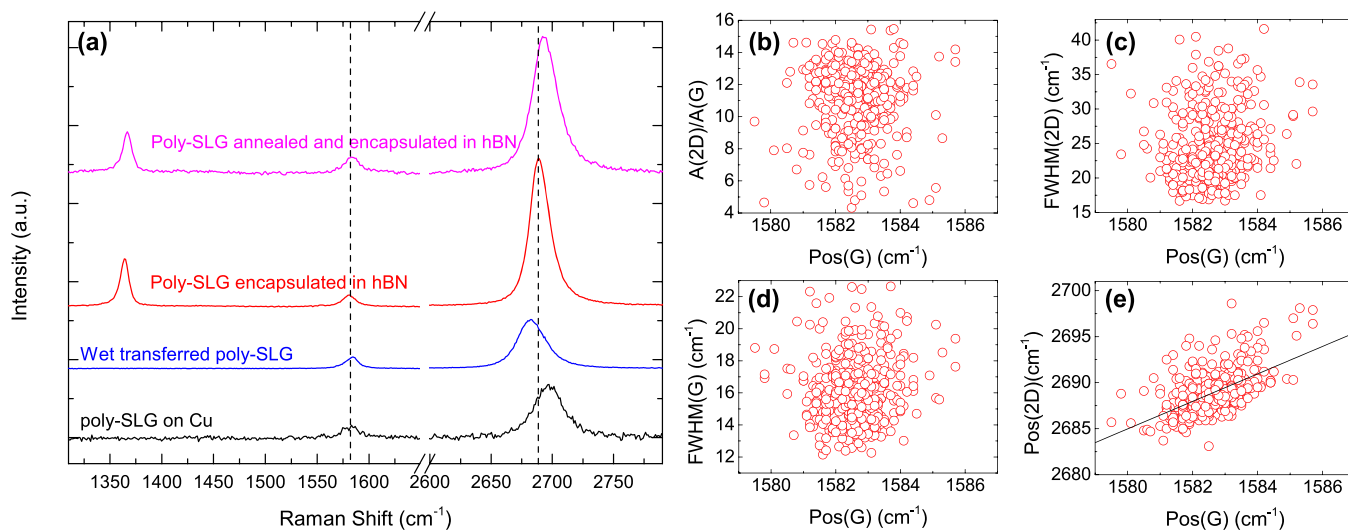 (a)
Poly-SLG annealed and encapsulated in hBN
Poly-SLG encapsulated in hBN
Wet transferred poly-SLG
poly-SLG on Cu
Intensity (a.u.)
1350 1400 1450 1500 1550 1600 2600 2650 2700 2750
Raman Shift (cm⁻¹)
(b)
16
15
14
12
10
8
6
4
A(2D)/A(G)
1580 1582 1584 1586
Pos(G) (cm⁻¹)
(c)
40
35
30
25
20
15
FWHM(2D) (cm⁻¹)
1580 1582 1584 1586
Pos(G) (cm⁻¹)
(d)
22
20
18
16
14
12
FWHM(G) (cm⁻¹)
1580 1582 1584 1586
Pos(G) (cm⁻¹)
(e)
2700
2695
2690
2685
2680
Pos(2D)(cm⁻¹)
1580 1582 1584 1586
Pos(G) (cm⁻¹)